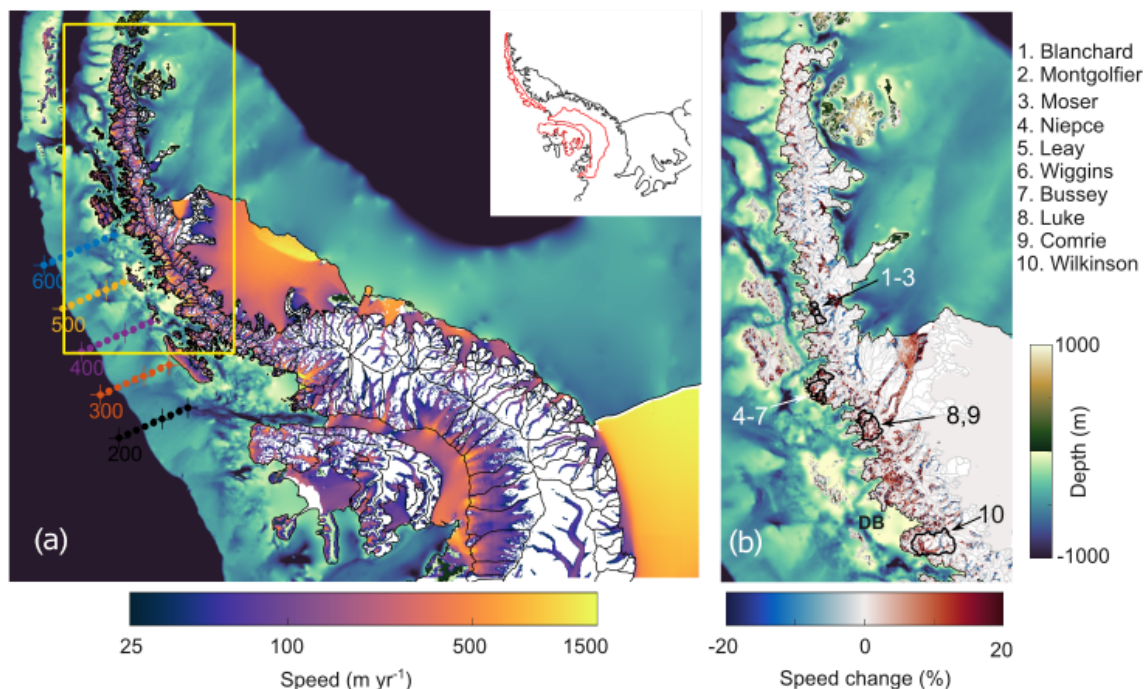 600
500
400
300
200
(a)
25
100
500
1500
Speed (m yr⁻¹)
1-3
4-7
8,9
10
DB
(b)
-20
-10
0
10
20
Speed change (%)
1. Blanchard
2. Montgolfier
3. Moser
4. Niepce
5. Leay
6. Wiggins
7. Bussey
8. Luke
9. Comrie
10. Wilkinson
1000
-1000
Depth (m)